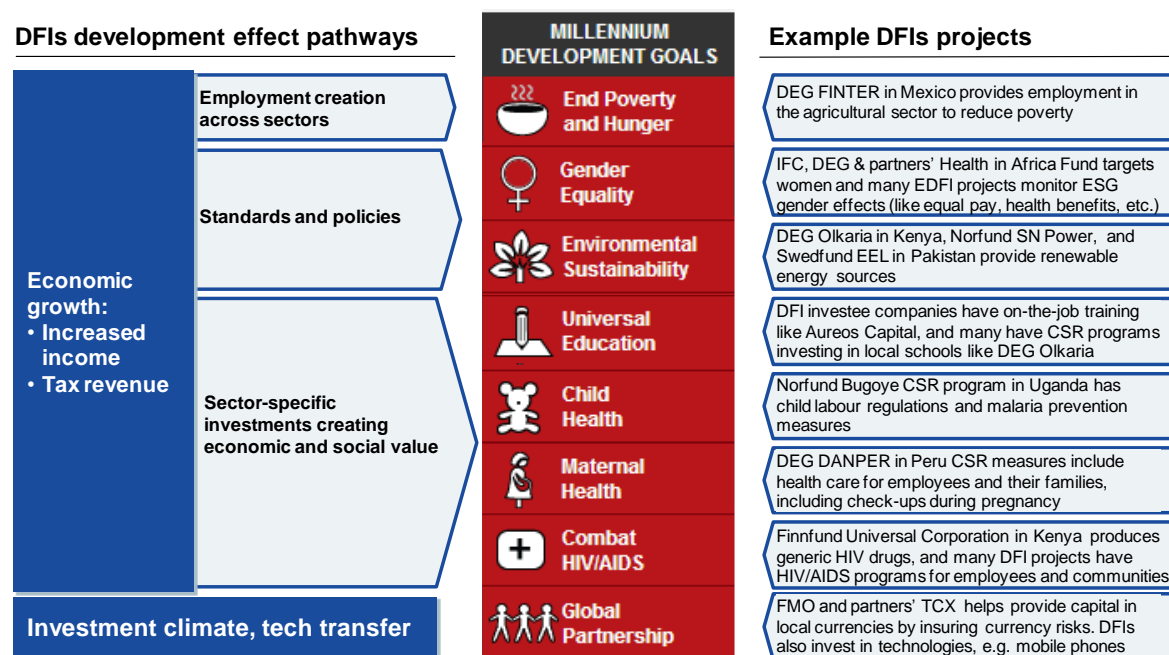 DFIs development effect pathways
Economic
growth:
• Increased
income
• Tax revenue
Employment creation
across sectors
Standards and policies
Sector-specific
investments creating
economic and social value
Investment climate, tech transfer
MILLENNIUM
DEVELOPMENT GOALS
End Poverty
and Hunger
Gender
Equality
Environmental
Sustainability
Universal
Education
Child
Health
Maternal
Health
Combat
HIV/AIDS
Global
Partnership
Example DFIs projects
DEG FINTER in Mexico provides employment in
the agricultural sector to reduce poverty
IFC, DEG & partners' Health in Africa Fund targets
women and many EDFI projects monitor ESG
gender effects (like equal pay, health benefits, etc.)
DEG Olkaria in Kenya, Norfund SN Power, and
Swedfund EEL in Pakistan provide renewable
energy sources
DFI investee companies have on-the-job training
like Aureos Capital, and many have CSR programs
investing in local schools like DEG Olkaria
Norfund Bugoye CSR program in Uganda has
child labour regulations and malaria prevention
measures
DEG DANPER in Peru CSR measures include
health care for employees and their families,
including check-ups during pregnancy
Finnfund Universal Corporation in Kenya produces
generic HIV drugs, and many DFI projects have
HIV/AIDS programs for employees and communities
FMO and partners' TCX helps provide capital in
local currencies by insuring currency risks. DFIs
also invest in technologies, e.g. mobile phones